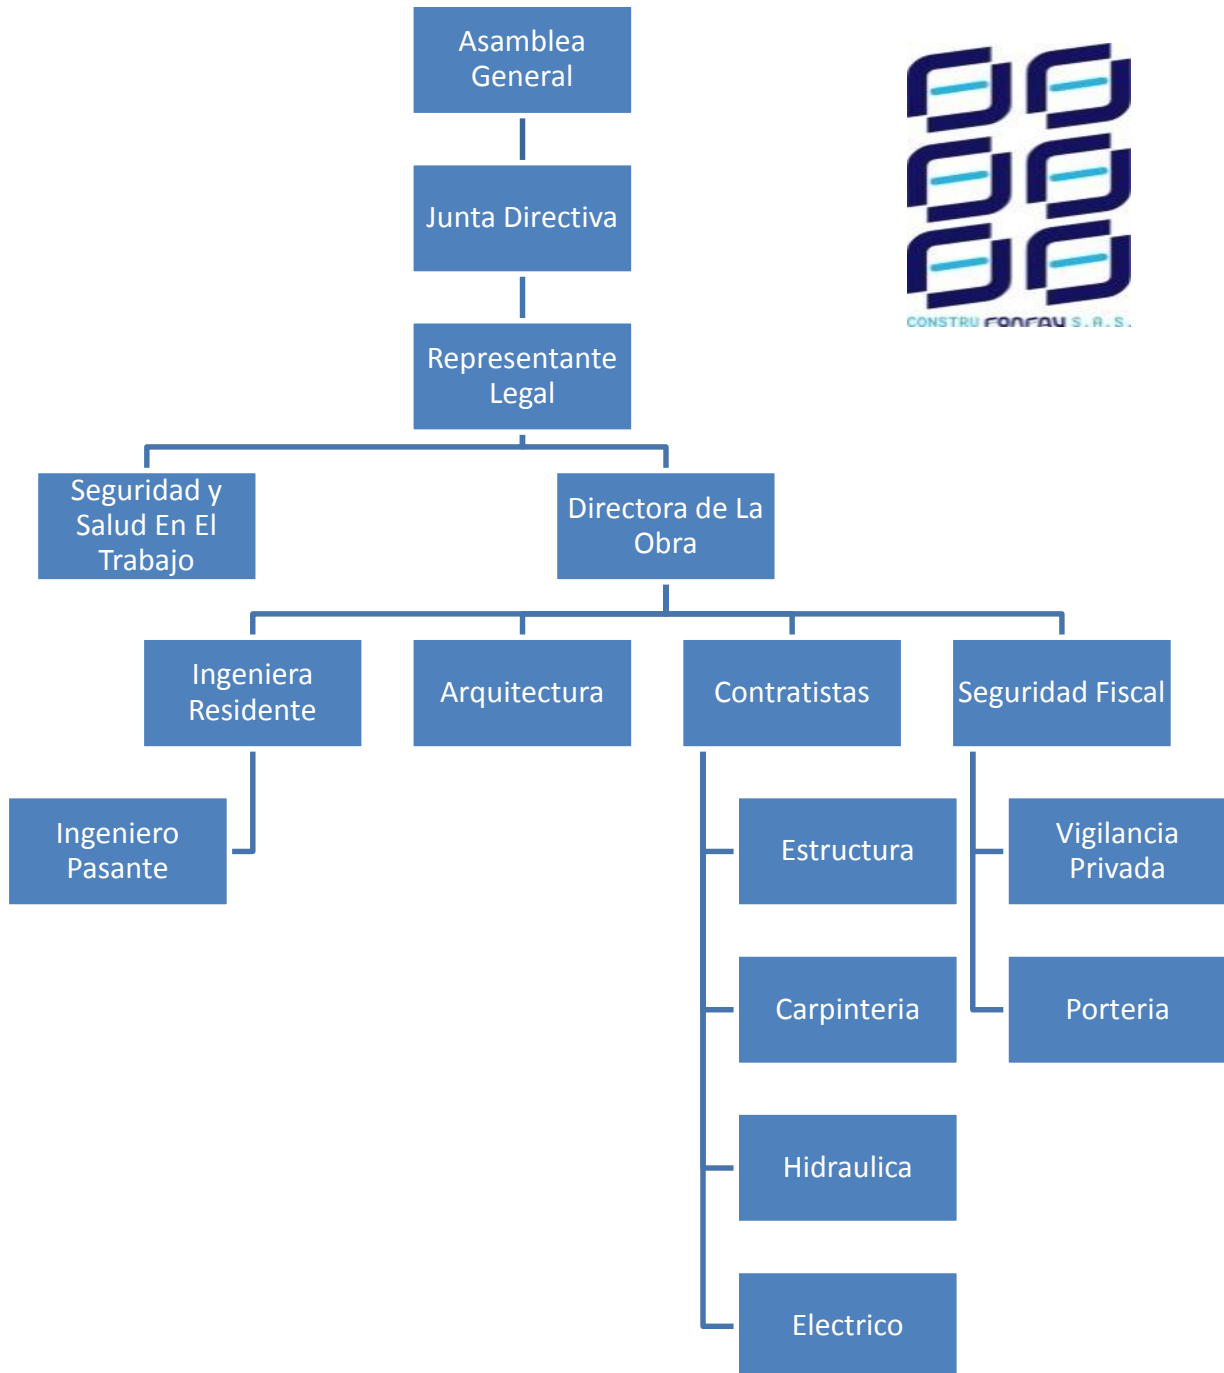 Asamblea
General
Junta Directiva
Representante
Legal
Seguridad y
Salud En El
Trabajo
Directora de La
Obra
Ingeniera
Residente
Arquitectura
Contratistas
Seguridad Fiscal
Ingeniero
Pasante
Estructura
Vigilancia
Privada
Carpinteria
Porteria
Hidraulica
Electrico
CONSTRU S.A.S.